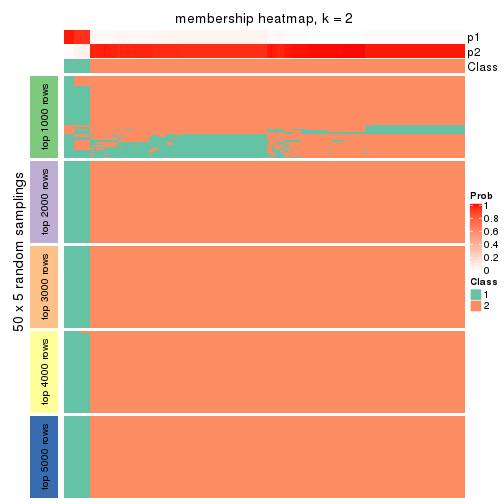 membership heatmap, k = 2
p1
p2
Class
50 x 5 random samplings
top 1000 rows
top 2000 rows
top 3000 rows
top 4000 rows
top 5000 rows
Prob
1
0.8
0.6
0.4
0.2
0
Class
1
2